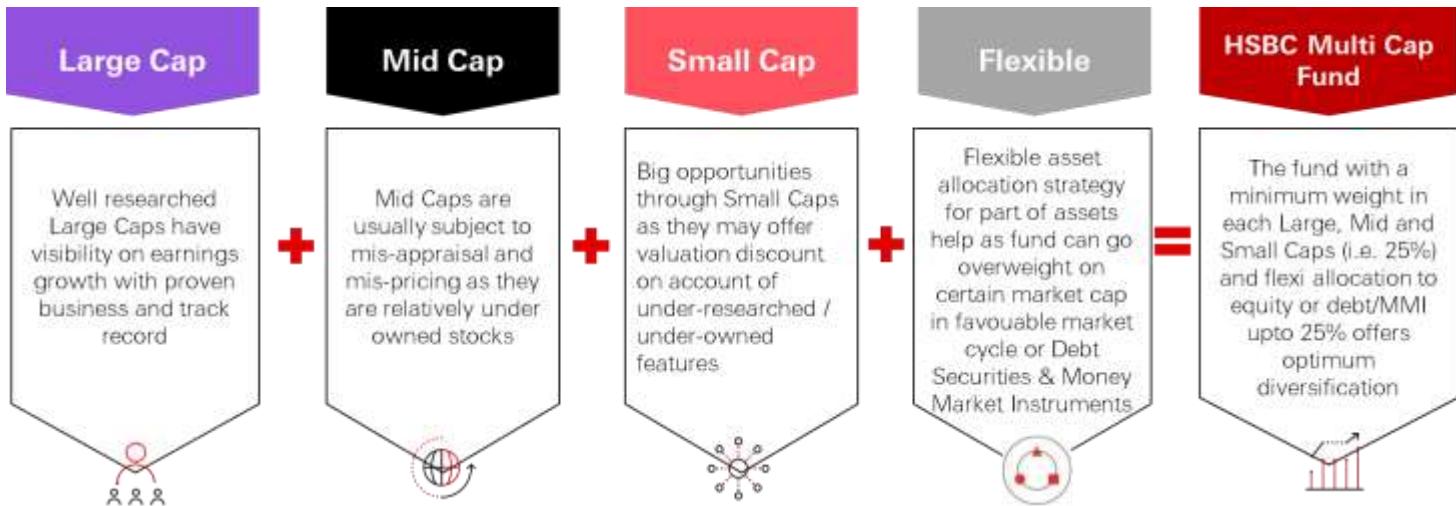 Large Cap
Well researched
Large Caps have
visibility on earnings
growth with proven
business and track
record
Mid Cap
Mid Caps are
usually subject to
mis-appraisal and
mis-pricing as they
are relatively under
owned stocks
Small Cap
Big opportunities
through Small Caps
as they may offer
valuation discount
on account of
under-researched /
under-owned
features
Flexible
Flexible asset
allocation strategy
for part of assets
help as fund can go
overweight on
certain market cap
in favouable market
cycle or Debt
Securities & Money
Market Instruments
HSBC Multi Cap
Fund
The fund with a
minimum weight in
each Large, Mid and
Small Caps (i.e. 25%)
and flexi allocation to
equity or debt/MMI
upto 25% offers
optimum
diversification